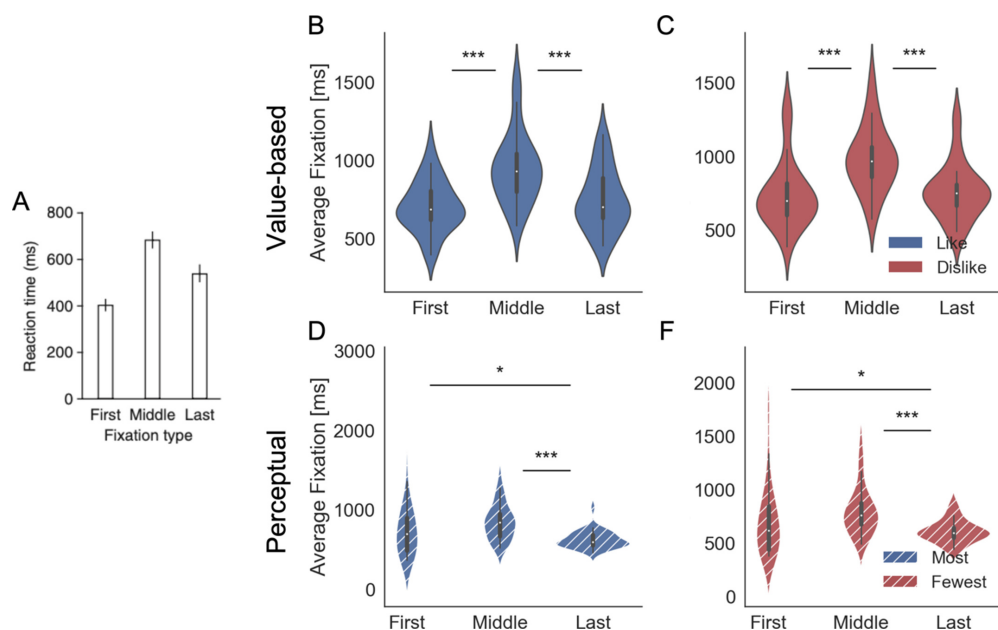 A
Reaction time (ms)
800
600
400
200
0
First Middle Last
Fixation type
Value-based
B
Average Fixation [ms]
1500
1000
500
***
***
First Middle Last
C
1500
1000
500
***
***
Like
Dislike
First Middle Last
Perceptual
D
Average Fixation [ms]
3000
2000
1000
0
*
***
Most
First Middle Last
F
2000
1500
1000
500
0
*
***
Most
Fewest
First Middle Last